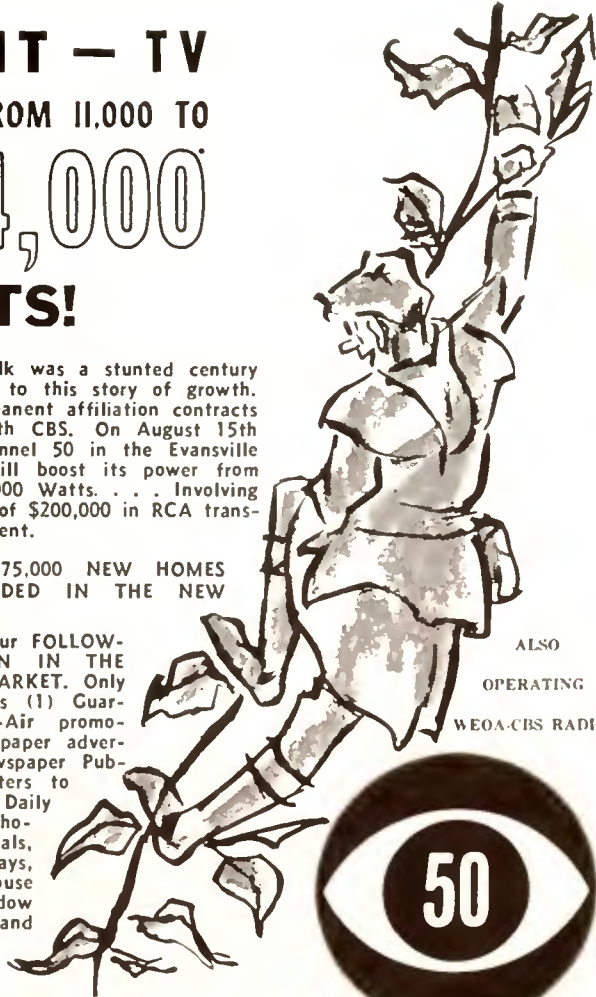 IT — TV
ROM 11,000 TO
4,000
TS!
lk was a stunted century
to this story of growth.
anent affiliation contracts
th CBS. On August 15th
nnel 50 in the Evansville
ill boost its power from
000 Watts. . . . Involving
of $200,000 in RCA trans-
ent.
75,000 NEW HOMES
DED IN THE NEW
ur FOLLOW-
N IN THE
ARKET. Only
s (1) Guar-
-Air promo-
paper adver-
wspaper Pub-
ters to
Daily
ho-
als,
ays,
ouse
dow
and
ALSO
OPERATING
WEOA-CBS RADI
50